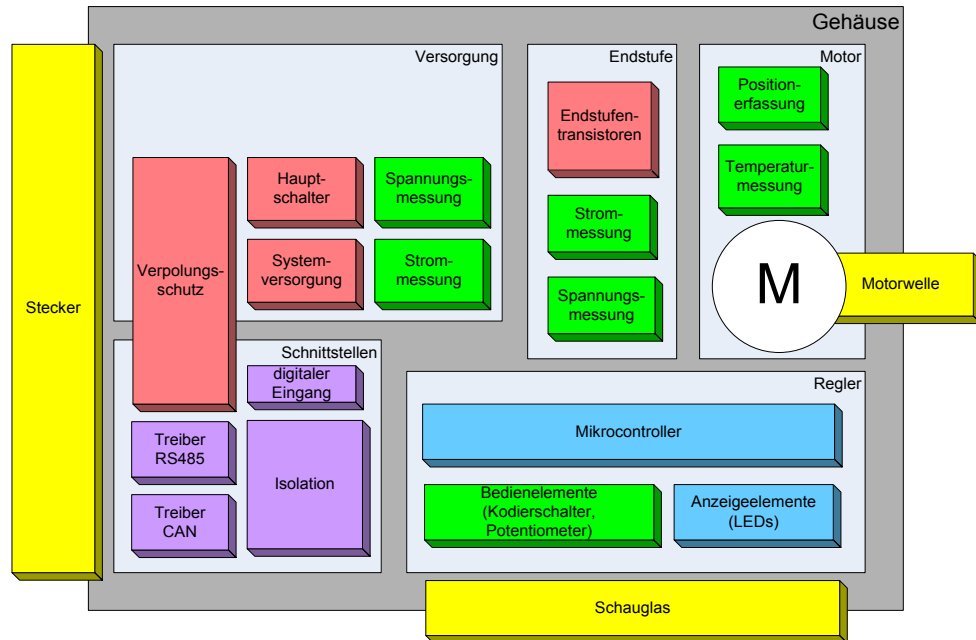 Gehäuse
Stecker
Versorgung
Verpolungs-
schutz
Haupt-
schalter
Spannungs-
messung
System-
versorgung
Strom-
messung
Endstufe
Endstufen-
transistoren
Strom-
messung
Spannungs-
messung
Motor
Position-
erfassung
Temperatur-
messung
M
Motorwelle
Schnittstellen
digitaler
Eingang
Treiber
RS485
Isolation
Treiber
CAN
Regler
Mikrocontroller
Bedienelemente
(Kodierschalter,
Potentiometer)
Anzeigeelemente
(LEDs)
Schauglas